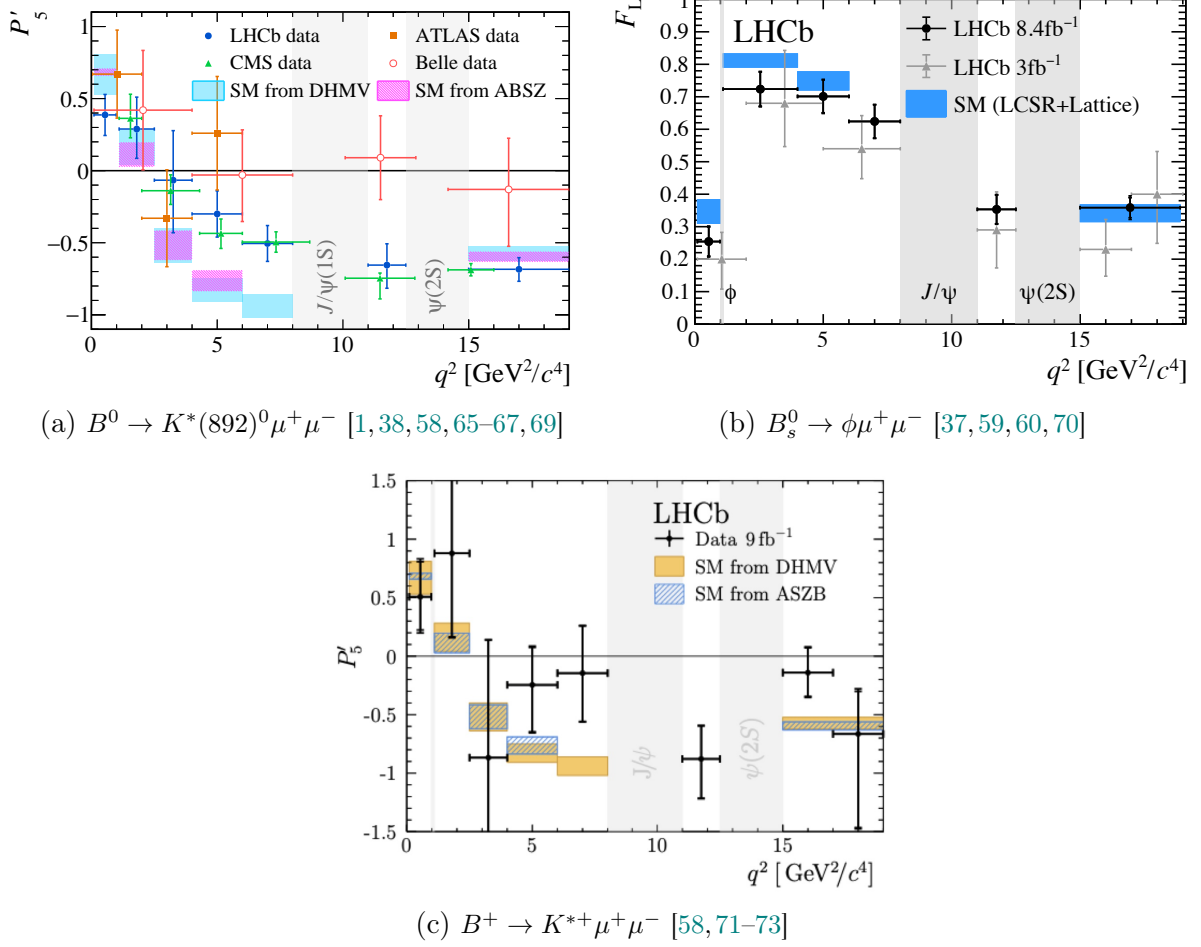 P′5
1
0.5
0
−0.5
−1
LHCb data
ATLAS data
CMS data
Belle data
SM from DHMV
SM from ABSZ
J/ψ(1S)
ψ(2S)
0 5 10 15
q² [GeV²/c⁴]
(a) B⁰ → K*(892)⁰μ⁺μ⁻ [1, 38, 58, 65–67, 69]
F_L
0.9
0.8
0.7
0.6
0.5
0.4
0.3
0.2
0.1
0
LHCb
LHCb 8.4fb⁻¹
LHCb 3fb⁻¹
SM (LCSR+Lattice)
ϕ J/ψ ψ(2S)
0 5 10 15
q² [GeV²/c⁴]
(b) B⁰ₛ → ϕμ⁺μ⁻ [37, 59, 60, 70]
P′5
1.5
1
0.5
0
-0.5
-1
-1.5
LHCb
Data 9 fb⁻¹
SM from DHMV
SM from ASZB
J/ψ
ψ(2S)
0 5 10 15
q² [GeV²/c⁴]
(c) B⁺ → K*⁺μ⁺μ⁻ [58, 71–73]